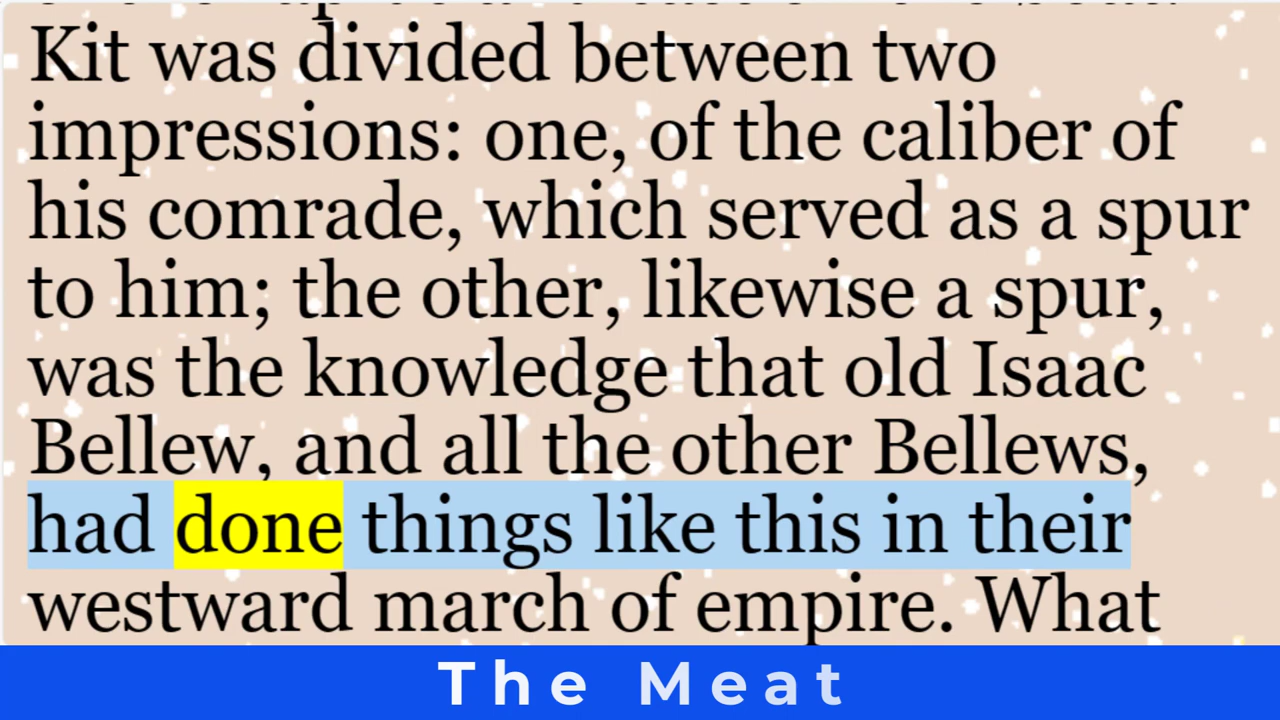 Kit was divided between two
impressions: one, of the caliber of
his comrade, which served as a spur
to him; the other, likewise a spur,
was the knowledge that old Isaac
Bellew, and all the other Bellews,
had done things like this in their
westward march of empire. What
The Meat